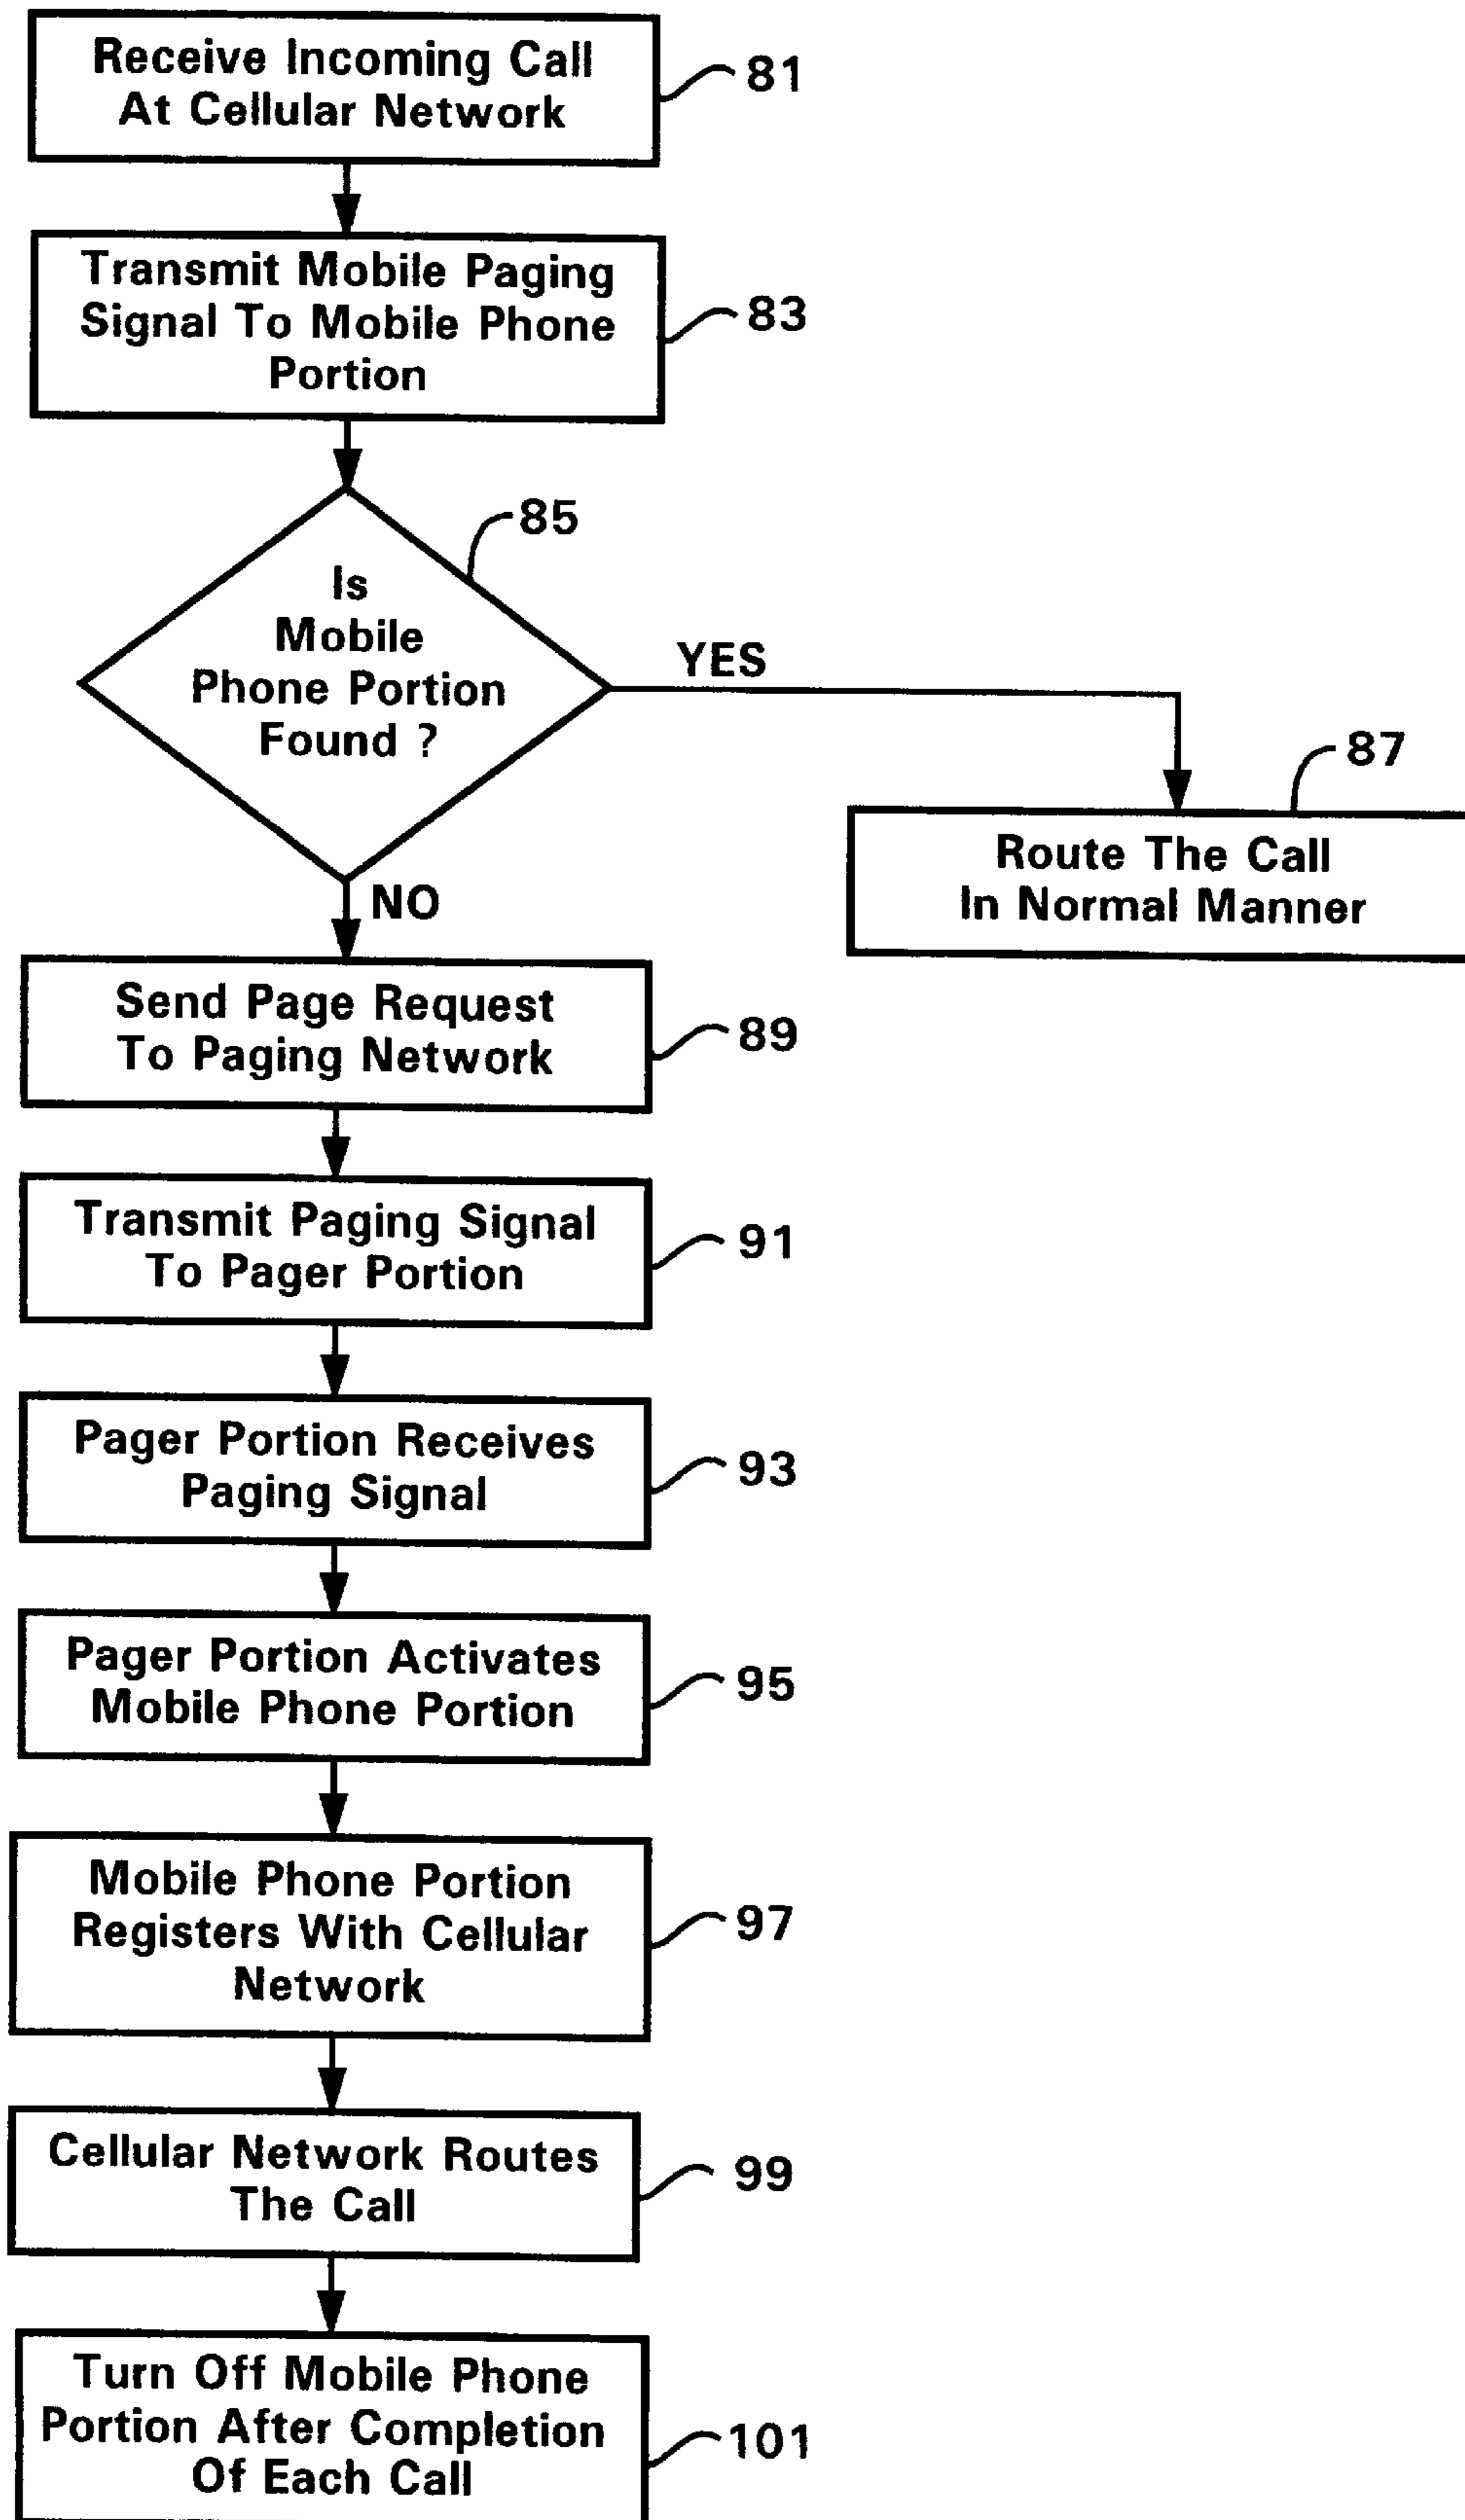 Receive Incoming Call
At Cellular Network
81
Transmit Mobile Paging
Signal To Mobile Phone
Portion
83
85
Is
Mobile
Phone Portion
Found ?
YES
87
Route The Call
In Normal Manner
NO
Send Page Request
To Paging Network
89
Transmit Paging Signal
To Pager Portion
91
Pager Portion Receives
Paging Signal
93
Pager Portion Activates
Mobile Phone Portion
95
Mobile Phone Portion
Registers With Cellular
Network
97
Cellular Network Routes
The Call
99
Turn Off Mobile Phone
Portion After Completion
Of Each Call
101